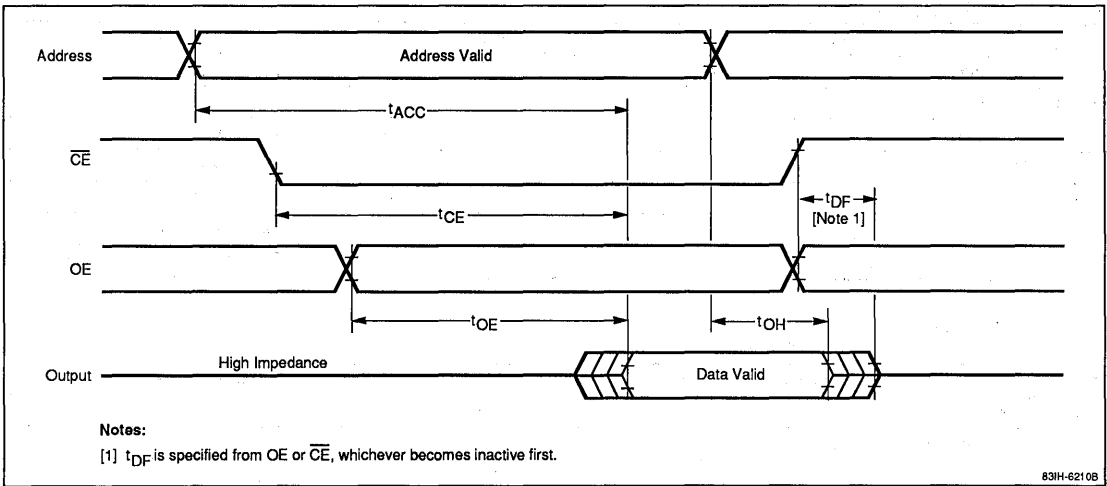 Address
Address Valid
tACC
CE
tCE
tDF
[Note 1]
OE
tOE
tOH
Output
High Impedance
Data Valid
Notes:
[1] tDF is specified from OE or CE, whichever becomes inactive first.
83IH-6210B